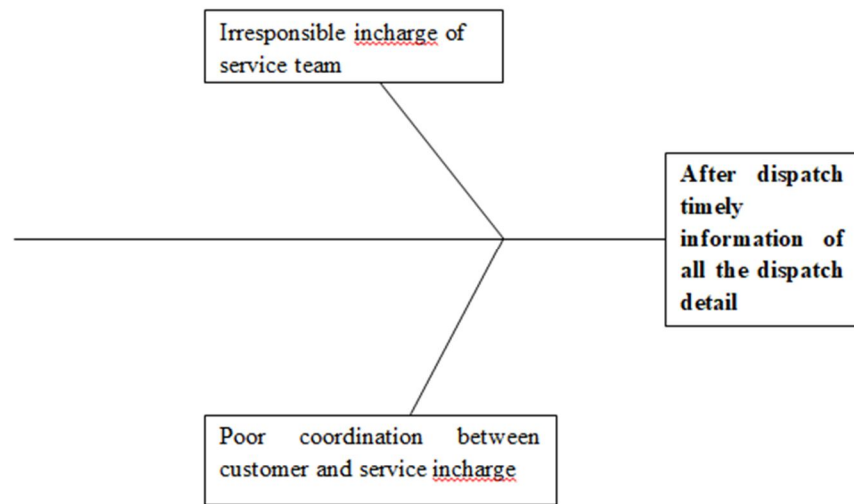 Irresponsible incharge of
service team
After dispatch
timely
information of
all the dispatch
detail
Poor coordination between
customer and service incharge